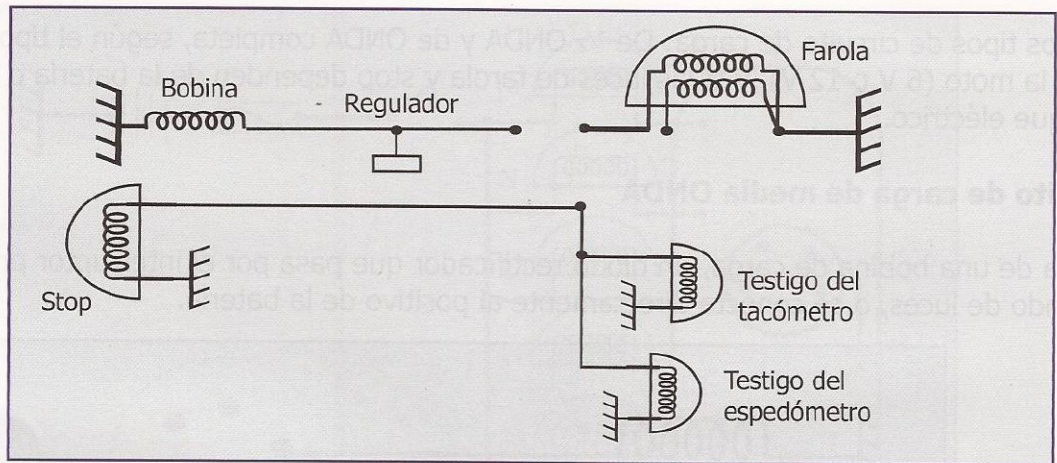 Bobina
Regulador
Farola
Stop
Testigo del
tacómetro
Testigo del
espedómetro